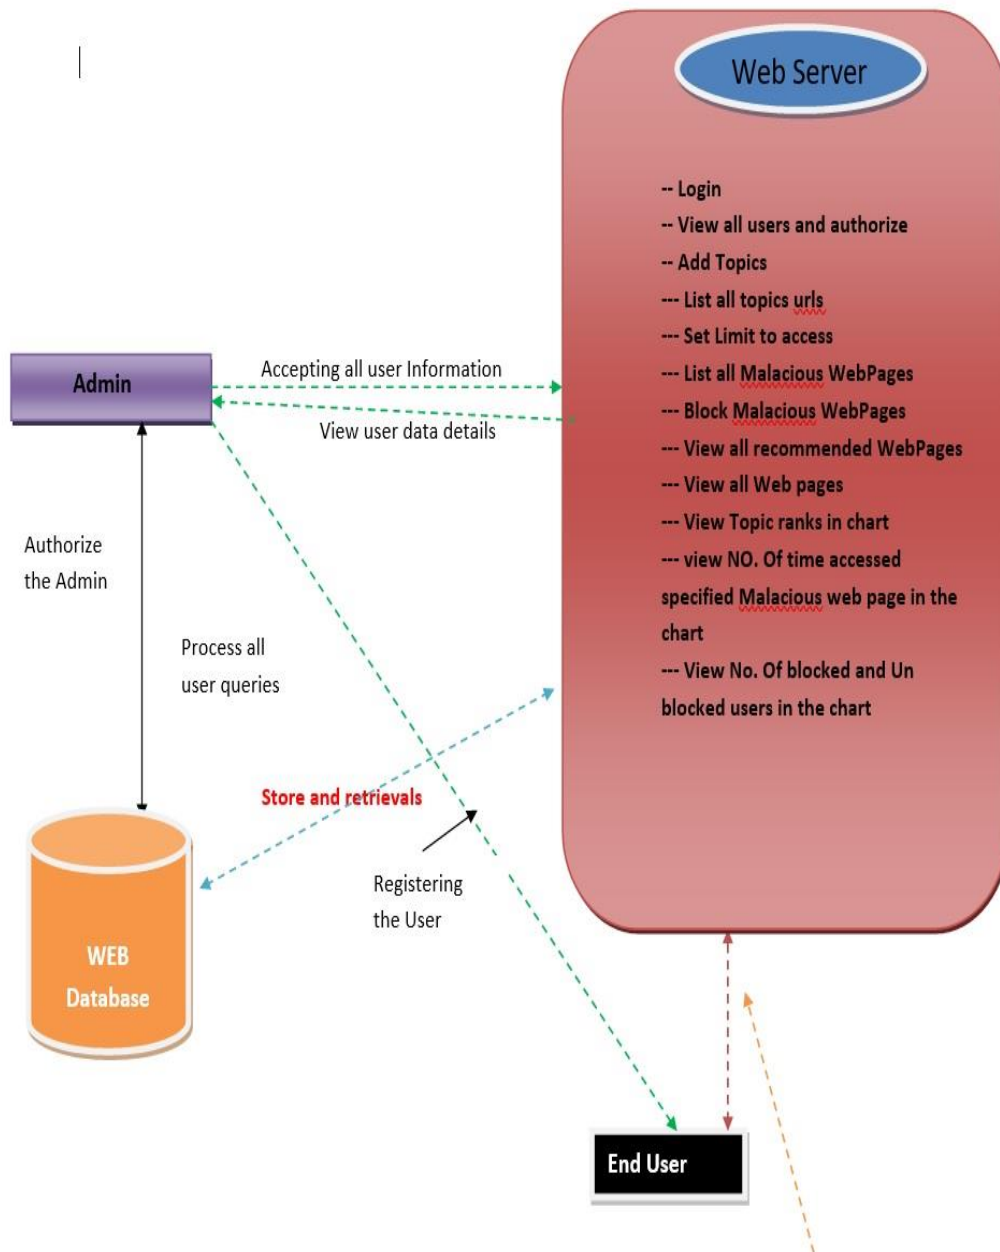 Web Server
-- Login
-- View all users and authorize
-- Add Topics
--- List all topics urls
--- Set Limit to access
--- List all Malacious WebPages
--- Block Malacious WebPages
--- View all recommended WebPages
--- View all Web pages
--- View Topic ranks in chart
--- view NO. Of time accessed
specified Malacious web page in the
chart
--- View No. Of blocked and Un
blocked users in the chart
Admin
Accepting all user Information
View user data details
Authorize
the Admin
Process all
user queries
Store and retrievals
Registering
the User
WEB
Database
End User